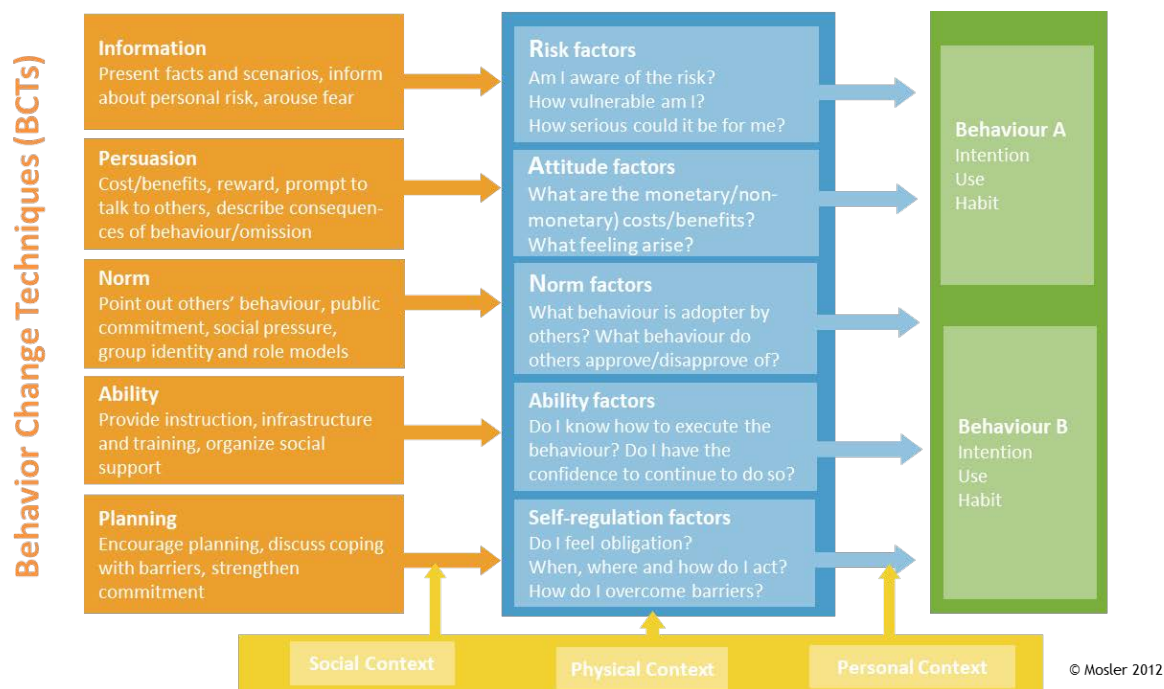 Behavior Change Techniques (BCTs)
Information
Present facts and scenarios, inform
about personal risk, arouse fear
Persuasion
Cost/benefits, reward, prompt to
talk to others, describe consequen-
ces of behaviour/omission
Norm
Point out others' behaviour, public
commitment, social pressure,
group identity and role models
Ability
Provide instruction, infrastructure
and training, organize social
support
Planning
Encourage planning, discuss coping
with barriers, strengthen
commitment
Risk factors
Am I aware of the risk?
How vulnerable am I?
How serious could it be for me?
Attitude factors
What are the monetary/non-
monetary) costs/benefits?
What feeling arise?
Norm factors
What behaviour is adopter by
others? What behaviour do
others approve/disapprove of?
Ability factors
Do I know how to execute the
behaviour? Do I have the
confidence to continue to do so?
Self-regulation factors
Do I feel obligation?
When, where and how do I act?
How do I overcome barriers?
Behaviour A
Intention
Use
Habit
Behaviour B
Intention
Use
Habit
Social Context
Physical Context
Personal Context
© Mosler 2012